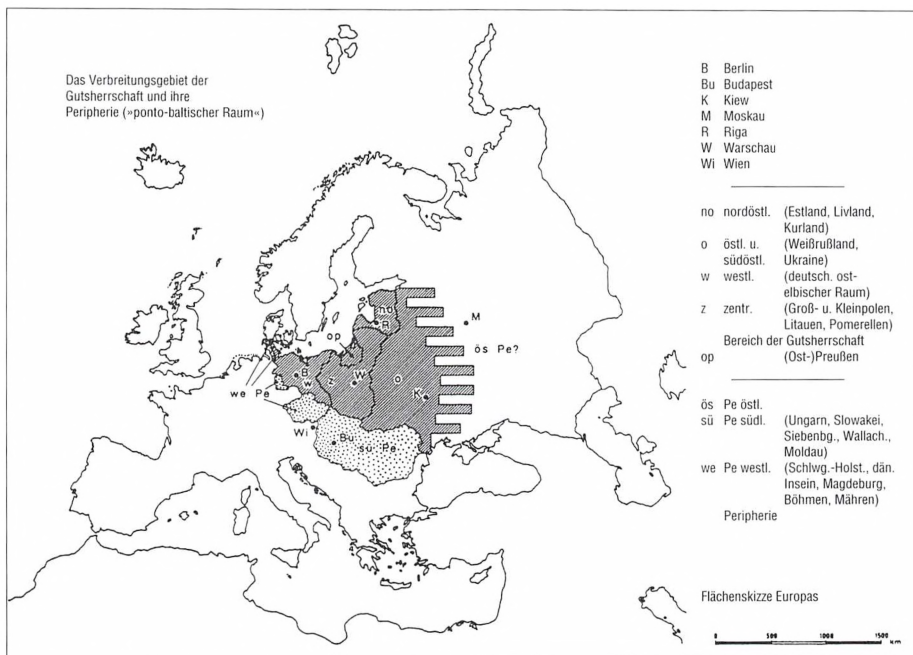 Das Verbreitungsgebiet der
Gutsherrschaft und ihre
Peripherie (»ponto-baltischer Raum«)
B Berlin
Bu Budapest
K Kiew
M Moskau
R Riga
W Warschau
Wi Wien
no nordöstl. (Estland, Livland,
Kurland)
o östl. u. (Weißrußland,
südöstl. Ukraine)
w westl. (deutsch. ost-
elbischer Raum)
z zentr. (Groß- u. Kleinpolen,
Litauen, Pomerellen)
Bereich der Gutsherrschaft
op (Ost-)Preußen
ös Pe östl.
sü Pe südl. (Ungarn, Slowakei,
Siebenbg., Wallach.,
Moldau)
we Pe westl. (Schlwg.-Holst., dän.
Insein, Magdeburg,
Böhmen, Mähren)
Peripherie
Flächenskizze Europas
0 500 1000 1500
km
no
R
M
op
ös Pe?
B
w
z
W
o
we Pe
K
Wi
Bu
sü Pe